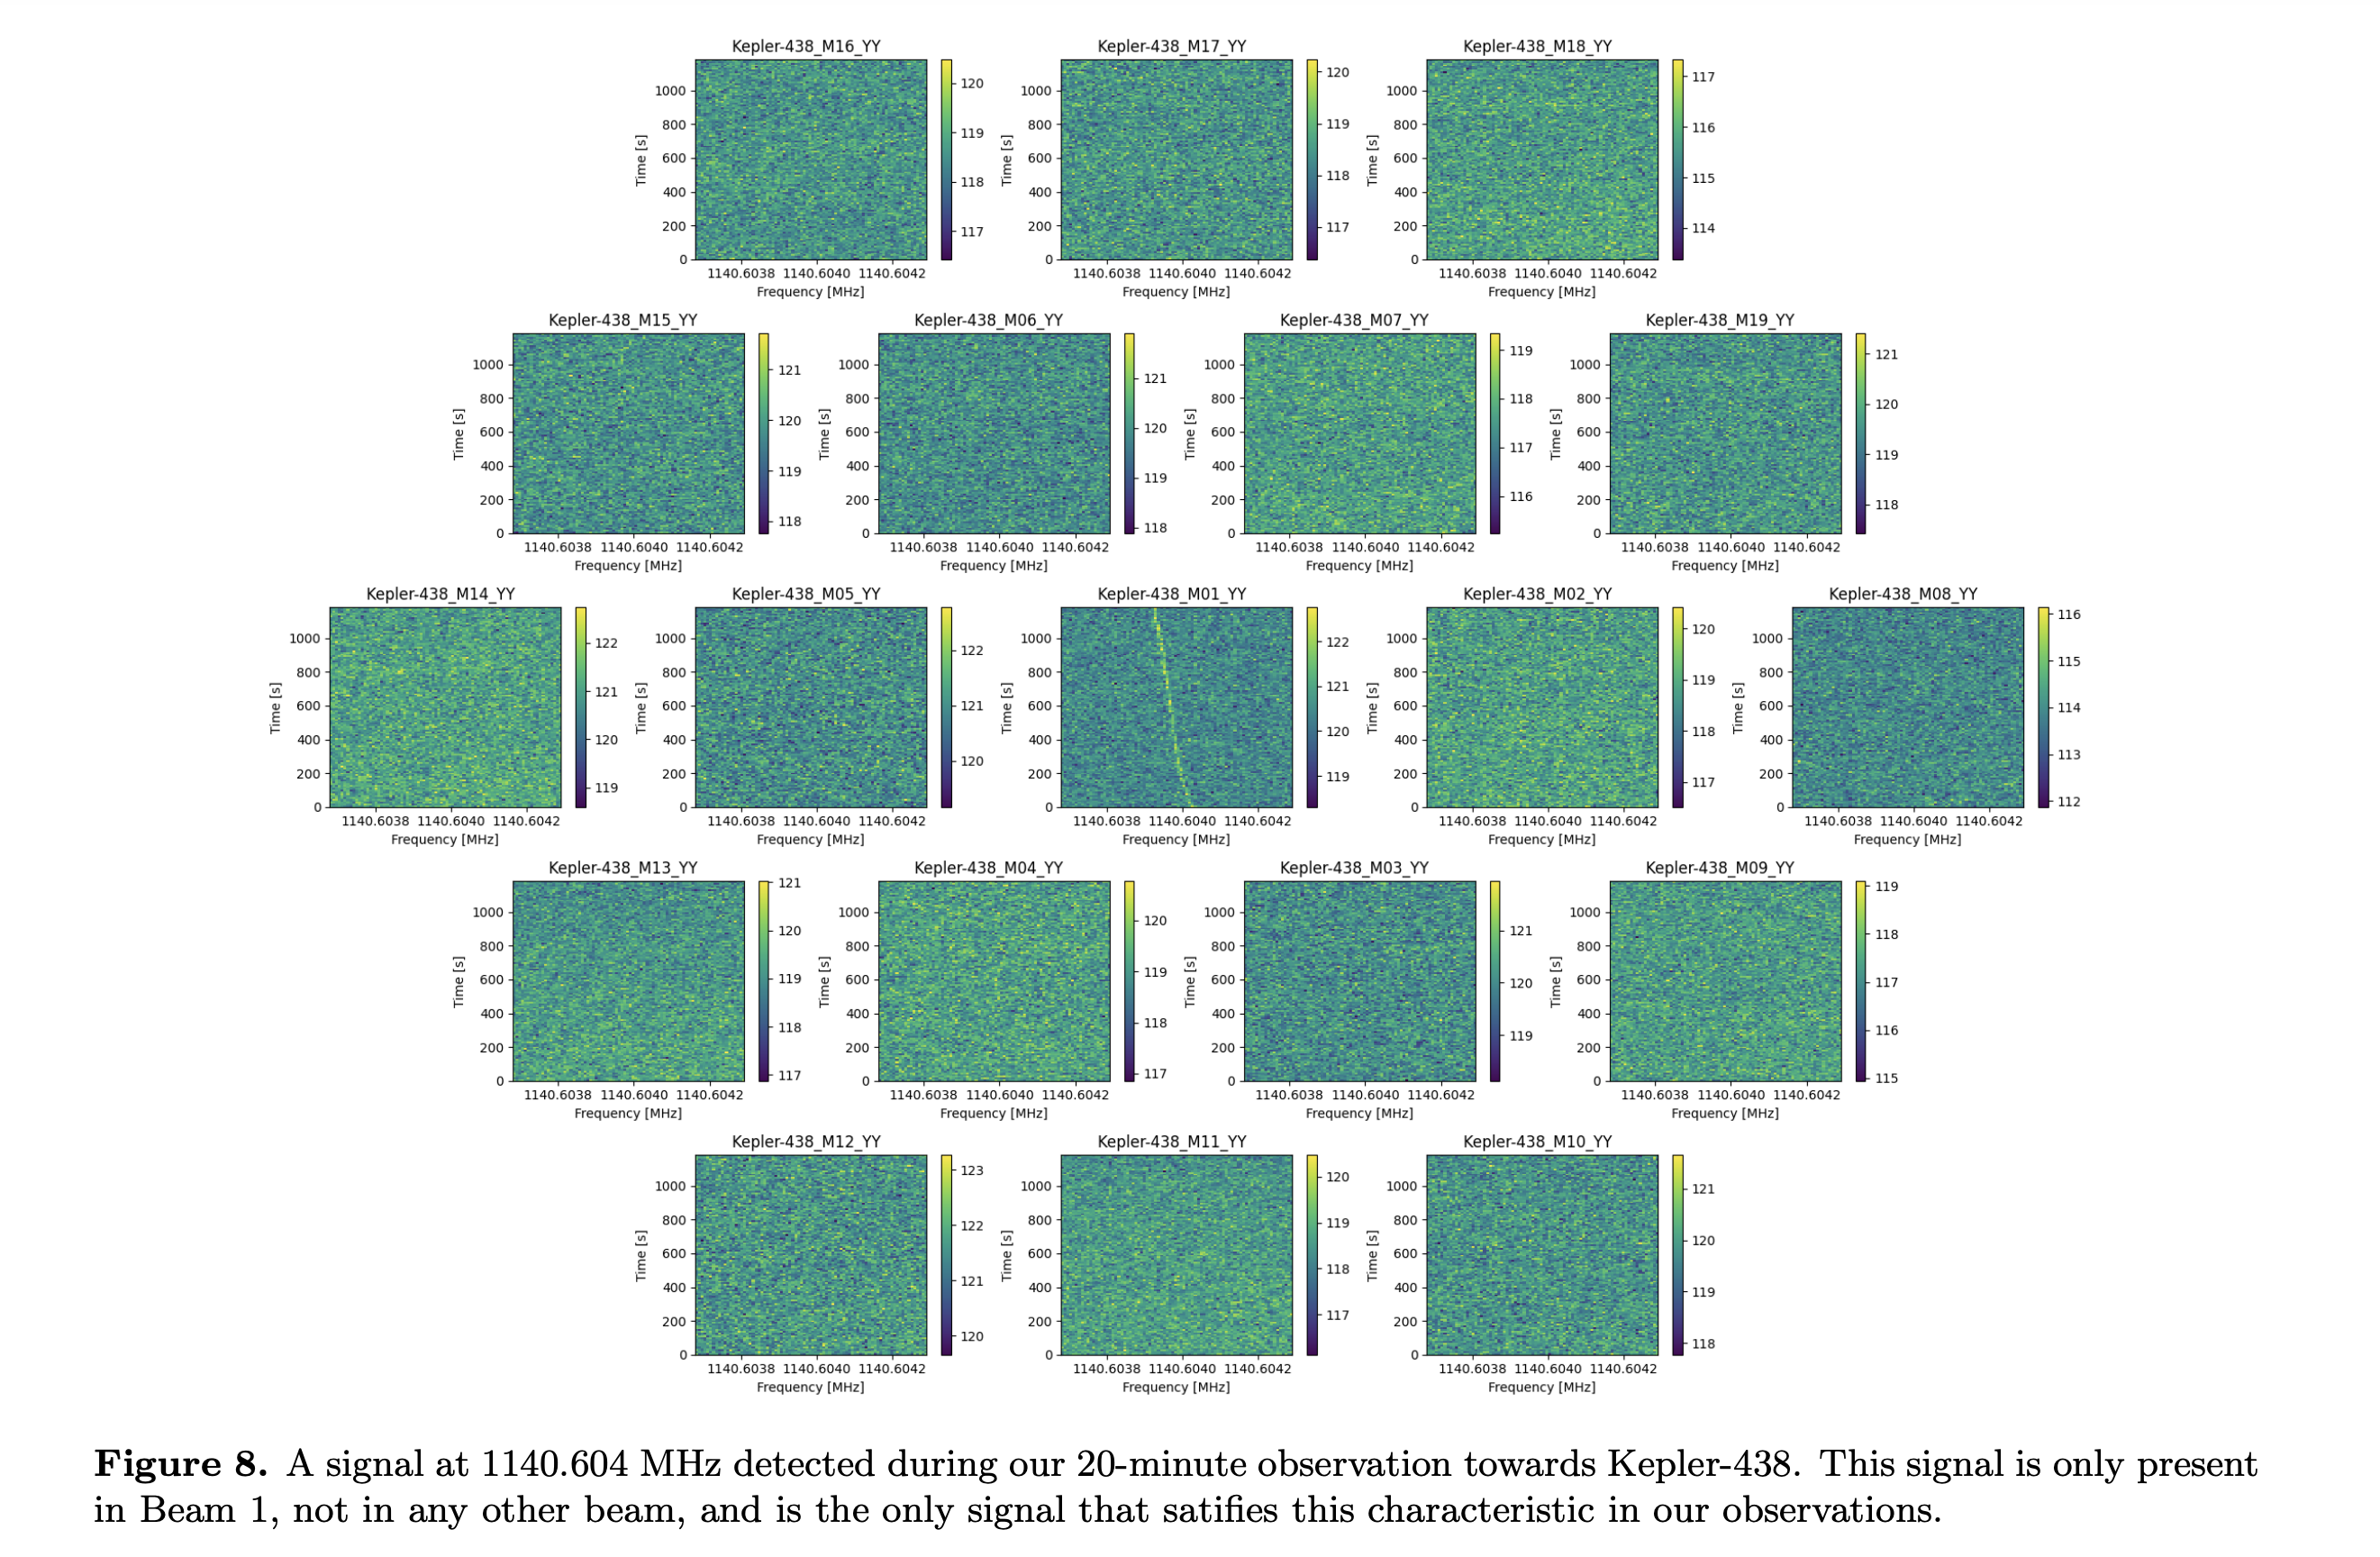 Kepler-438_M16_YY Kepler-438_M17_YY Kepler-438_M18_YY
1000 800 600 400 200 0 Time [s] 120 119 118 117 1000 800 600 400 200 0 Time [s] 120 119 118 117 1000 800 600 400 200 0 Time [s] 117 116 115 114
1140.6038 1140.6040 1140.6042 1140.6038 1140.6040 1140.6042 1140.6038 1140.6040 1140.6042
Frequency [MHz] Frequency [MHz] Frequency [MHz]
Kepler-438_M15_YY Kepler-438_M06_YY Kepler-438_M07_YY Kepler-438_M19_YY
1000 800 600 400 200 0 Time [s] 121 120 119 118 1000 800 600 400 200 0 Time [s] 121 120 119 118 1000 800 600 400 200 0 Time [s] 119 118 117 116 1000 800 600 400 200 0 Time [s] 121 120 119 118
1140.6038 1140.6040 1140.6042 1140.6038 1140.6040 1140.6042 1140.6038 1140.6040 1140.6042 1140.6038 1140.6040 1140.6042
Frequency [MHz] Frequency [MHz] Frequency [MHz] Frequency [MHz]
Kepler-438_M14_YY Kepler-438_M05_YY Kepler-438_M01_YY Kepler-438_M02_YY Kepler-438_M08_YY
1000 800 600 400 200 0 Time [s] 122 121 120 119 1000 800 600 400 200 0 Time [s] 122 121 120 1000 800 600 400 200 0 Time [s] 122 121 120 119 1000 800 600 400 200 0 Time [s] 120 119 118 117 1000 800 600 400 200 0 Time [s] 116 115 114 113 112
1140.6038 1140.6040 1140.6042 1140.6038 1140.6040 1140.6042 1140.6038 1140.6040 1140.6042 1140.6038 1140.6040 1140.6042 1140.6038 1140.6040 1140.6042
Frequency [MHz] Frequency [MHz] Frequency [MHz] Frequency [MHz] Frequency [MHz]
Kepler-438_M13_YY Kepler-438_M04_YY Kepler-438_M03_YY Kepler-438_M09_YY
1000 800 600 400 200 0 Time [s] 121 120 119 118 117 1000 800 600 400 200 0 Time [s] 120 119 118 117 1000 800 600 400 200 0 Time [s] 121 120 119 1000 800 600 400 200 0 Time [s] 119 118 117 116 115
1140.6038 1140.6040 1140.6042 1140.6038 1140.6040 1140.6042 1140.6038 1140.6040 1140.6042 1140.6038 1140.6040 1140.6042
Frequency [MHz] Frequency [MHz] Frequency [MHz] Frequency [MHz]
Kepler-438_M12_YY Kepler-438_M11_YY Kepler-438_M10_YY
1000 800 600 400 200 0 Time [s] 123 122 121 120 1000 800 600 400 200 0 Time [s] 120 119 118 117 1000 800 600 400 200 0 Time [s] 121 120 119 118
1140.6038 1140.6040 1140.6042 1140.6038 1140.6040 1140.6042 1140.6038 1140.6040 1140.6042
Frequency [MHz] Frequency [MHz] Frequency [MHz]
Figure 8. A signal at 1140.604 MHz detected during our 20-minute observation towards Kepler-438. This signal is only present
in Beam 1, not in any other beam, and is the only signal that satifies this characteristic in our observations.